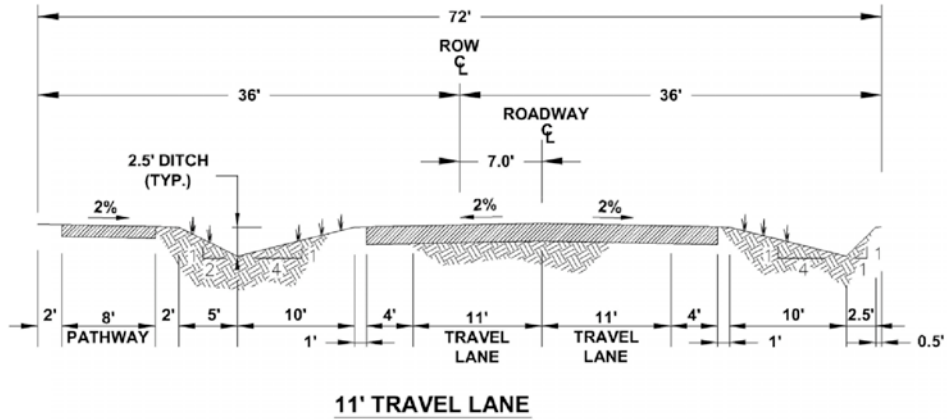 72'
ROW
CL
36'
36'
ROADWAY
CL
2.5' DITCH
(TYP.)
7.0'
2%
2%
2%
1
2
1
4
1
4
1
1
2'
8'
2'
5'
10'
4'
11'
11'
4'
10'
2.5'
PATHWAY
1'
TRAVEL
LANE
TRAVEL
LANE
1'
0.5'
11' TRAVEL LANE